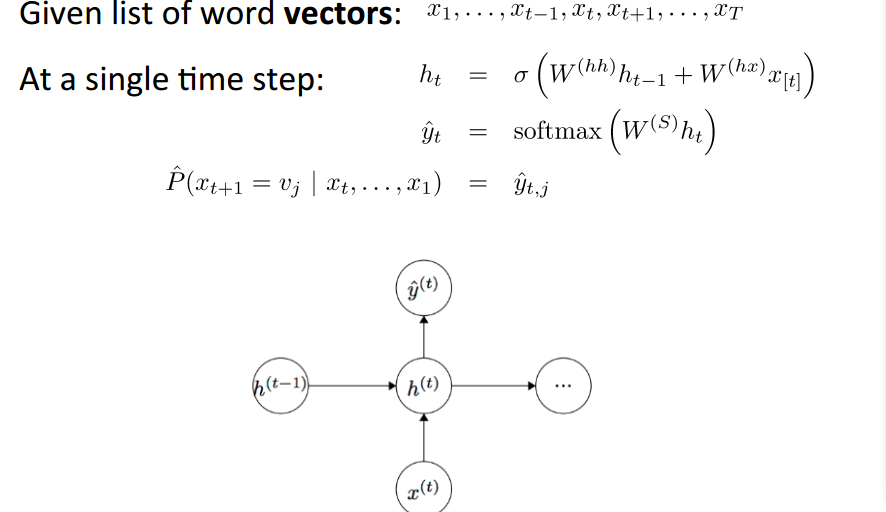 Given list of word vectors: x_1, . . . , x_{t−1}, x_t, x_{t+1}, . . . , x_T
At a single time step: h_t = σ(W^{(hh)} h_{t−1} + W^{(hx)} x_{[t]})
ŷ_t = softmax(W^{(S)} h_t)
P̂(x_{t+1} = v_j | x_t, . . . , x_1) = ŷ_{t,j}
ŷ^{(t)}
h^{(t−1)} h^{(t)} ...
x^{(t)}